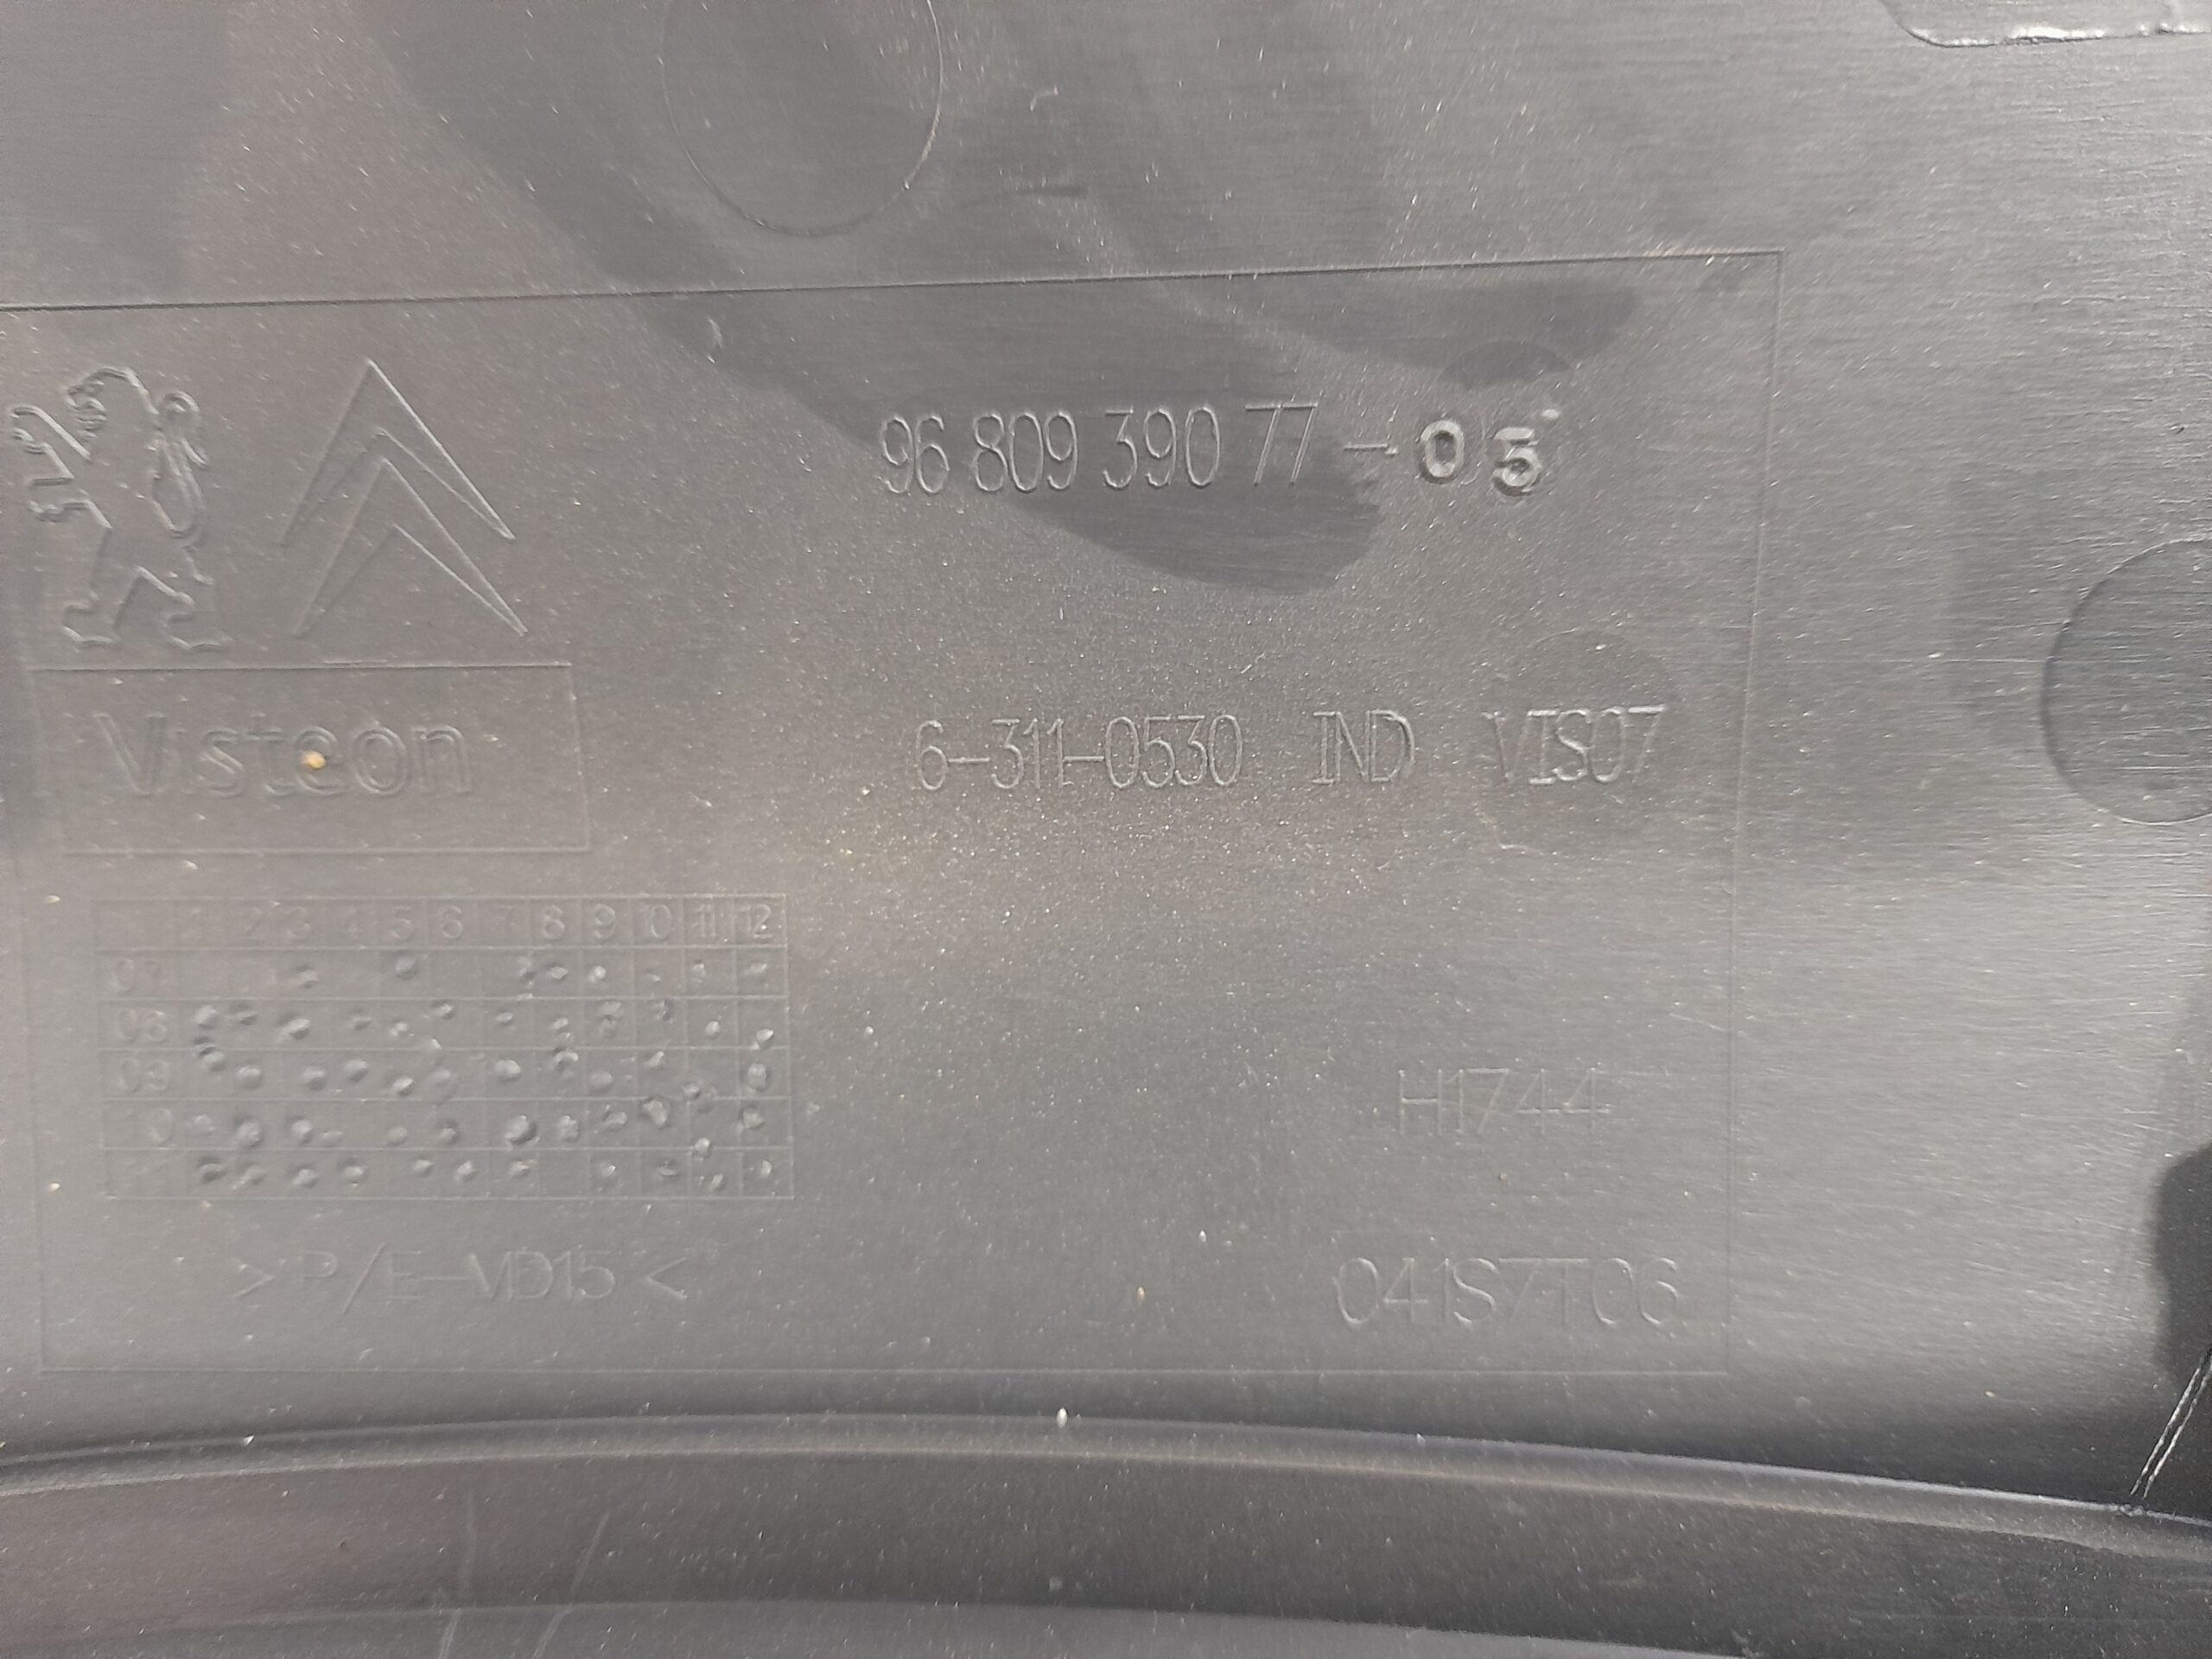 96 809 390 77-05
Visteon
6-311-0530 IND VIS07
1 2 3 4 5 6 7 8 9 10 11 12
07
08
09
10
11
H1744
>P/E-MD15<
041S7T06